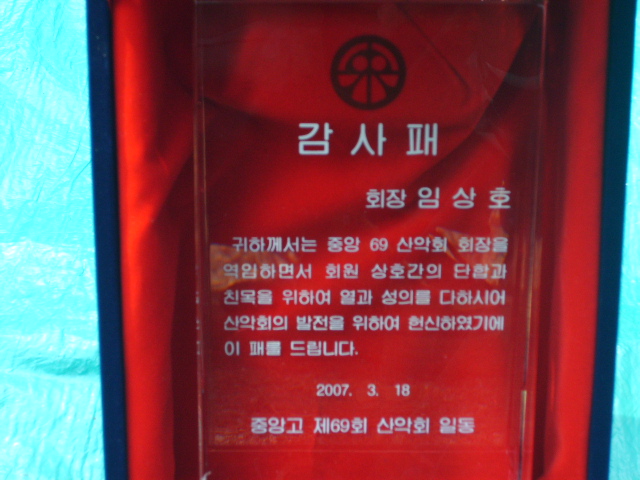 감사패
회장 임상호
귀하께서는 중앙 69 산악회 회장을
역임하면서 회원 상호간의 단합과
친목을 위하여 열과 성의를 다하시어
산악회의 발전을 위하여 헌신하였기에
이 패를 드립니다.
2007. 3. 18
중앙고 제69회 산악회 일동